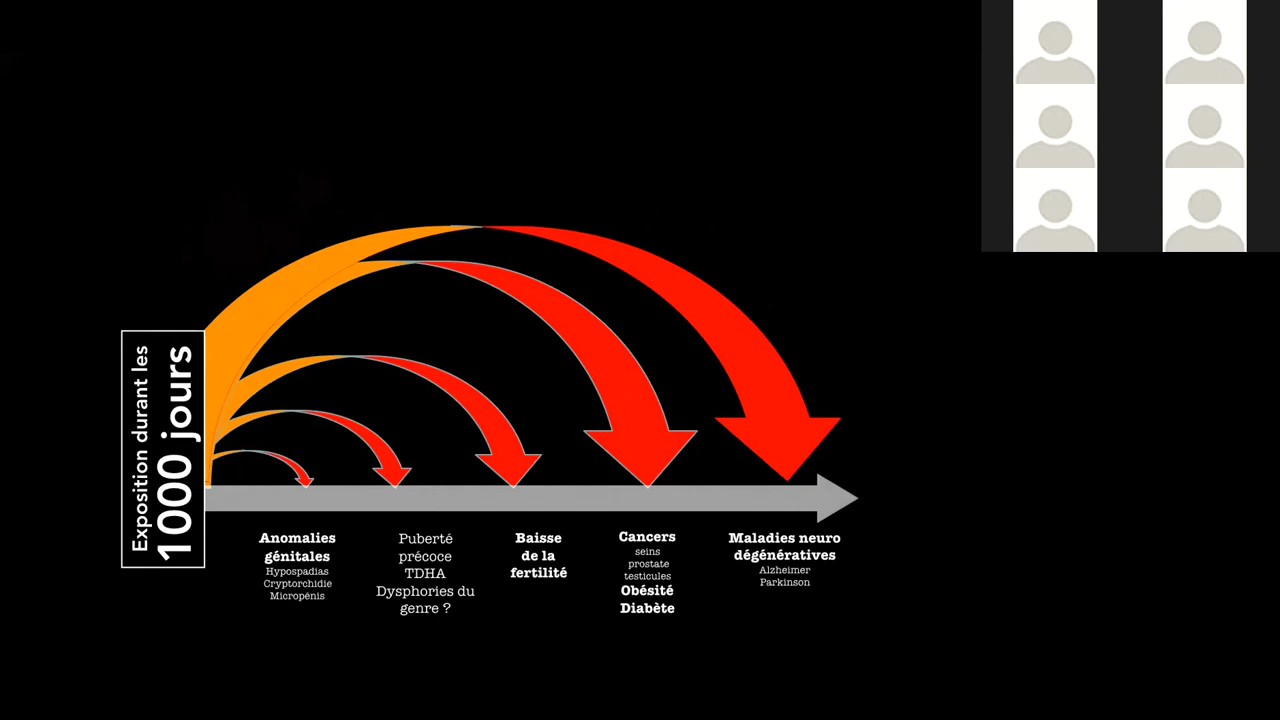 Exposition durant les
1000 jours
Anomalies
génitales
Hypospadias
Cryptorchidie
Micropénis
Puberté
précoce
TDHA
Dysphories du
genre ?
Baisse
de la
fertilité
Cancers
seins
prostate
testicules
Obésité
Diabète
Maladies neuro
dégénératives
Alzheimer
Parkinson